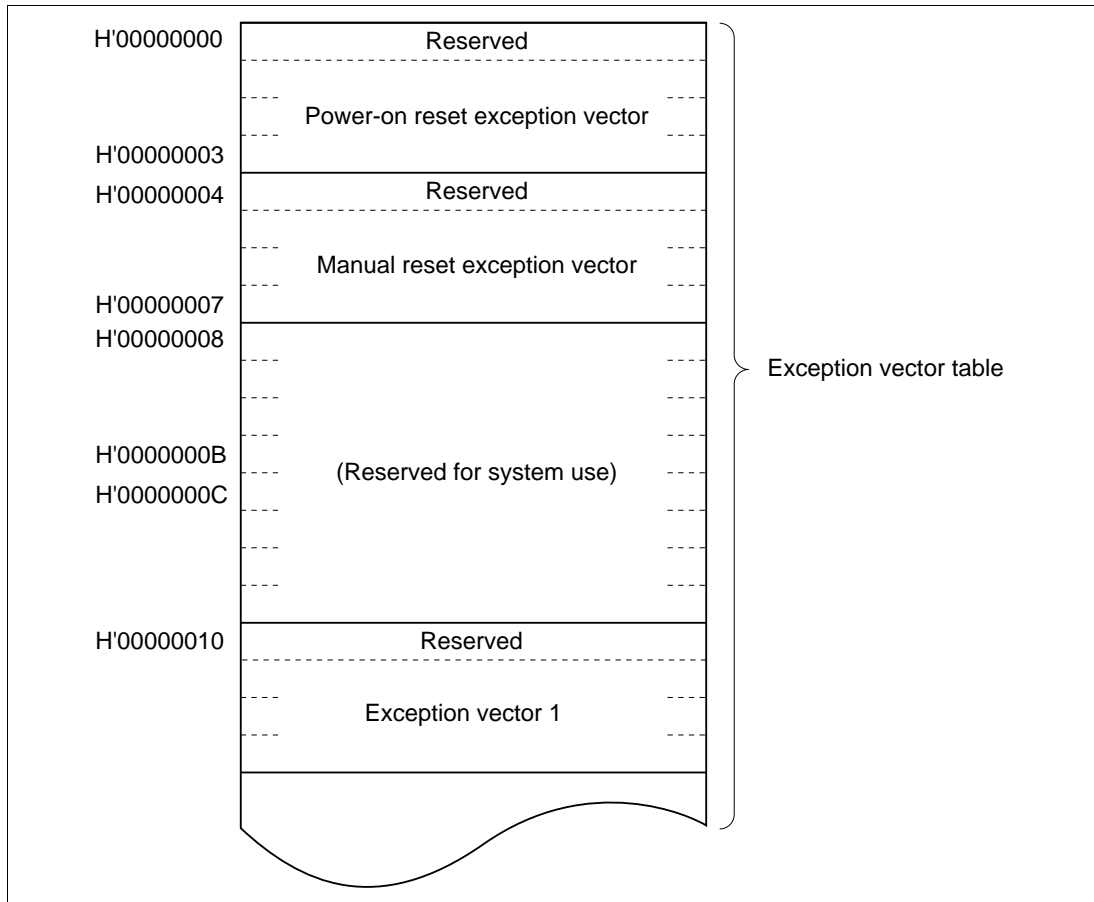 H'00000000
Reserved
Power-on reset exception vector
H'00000003
H'00000004
Reserved
Manual reset exception vector
H'00000007
H'00000008
Exception vector table
H'0000000B
(Reserved for system use)
H'0000000C
H'00000010
Reserved
Exception vector 1